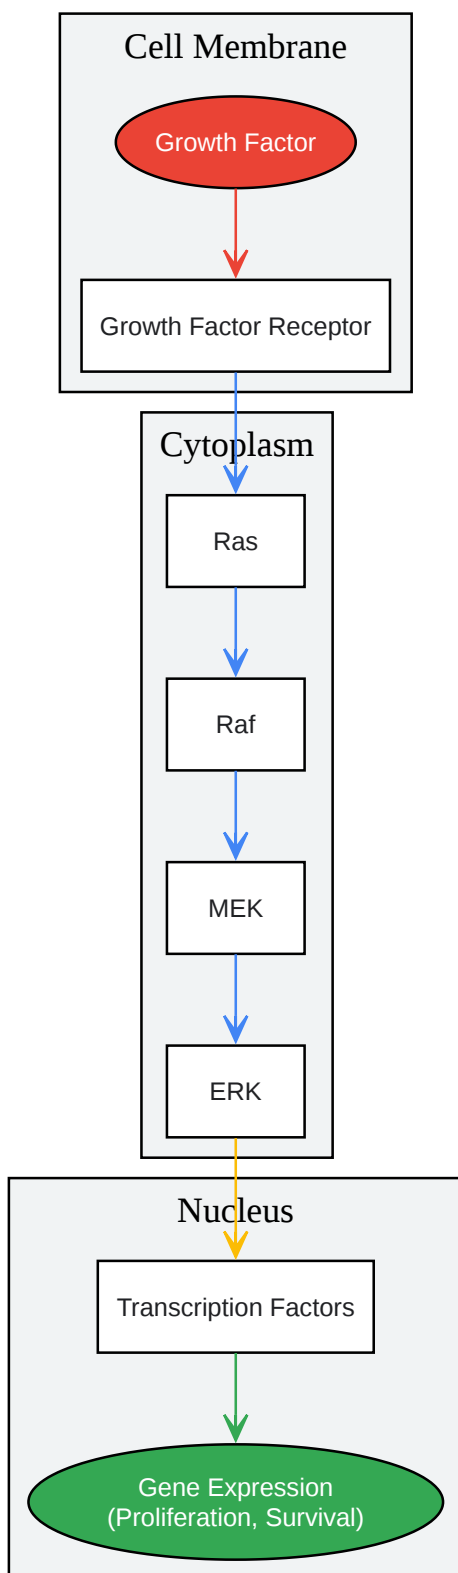 Cell Membrane
Growth Factor
Growth Factor Receptor
Cytoplasm
Ras
Raf
MEK
ERK
Nucleus
Transcription Factors
Gene Expression
(Proliferation, Survival)